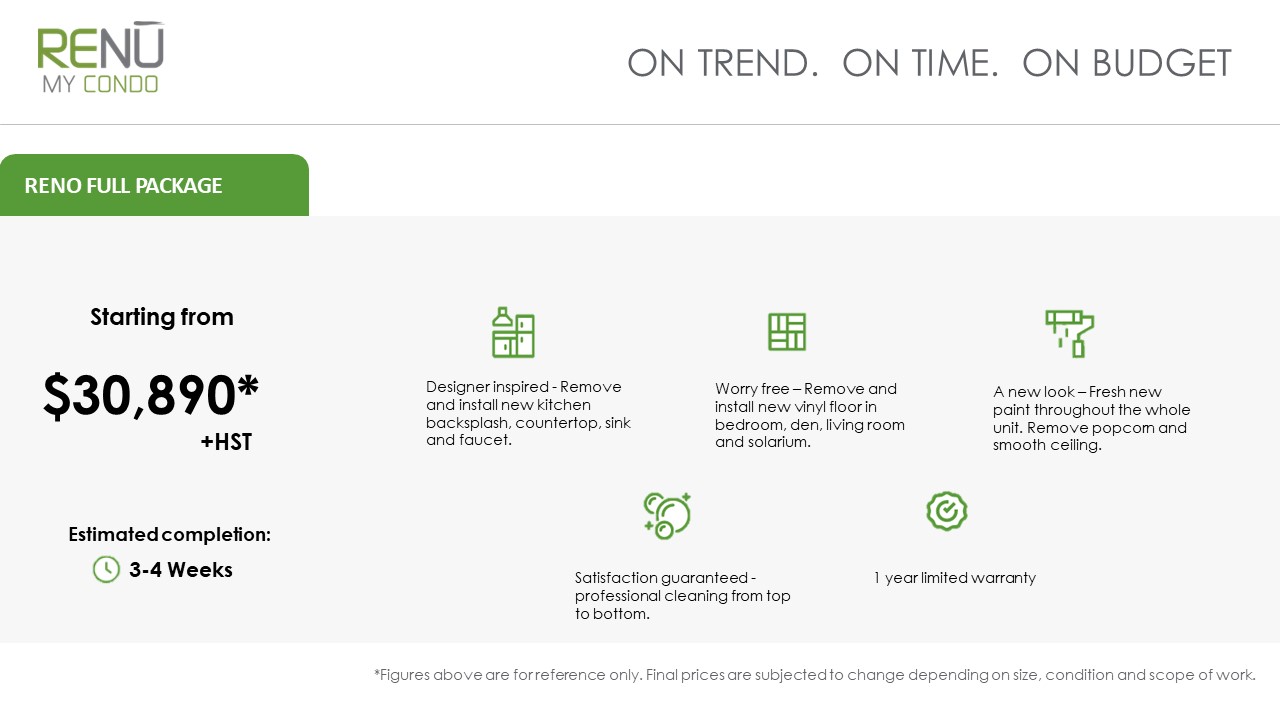 RENŪ
MY CONDO
ON TREND. ON TIME. ON BUDGET
RENO FULL PACKAGE
Starting from
$30,890*
+HST
Estimated completion:
3-4 Weeks
Designer inspired - Remove
and install new kitchen
backsplash, countertop, sink
and faucet.
Worry free – Remove and
install new vinyl floor in
bedroom, den, living room
and solarium.
A new look – Fresh new
paint throughout the whole
unit. Remove popcorn and
smooth ceiling.
Satisfaction guaranteed -
professional cleaning from top
to bottom.
1 year limited warranty
*Figures above are for reference only. Final prices are subjected to change depending on size, condition and scope of work.